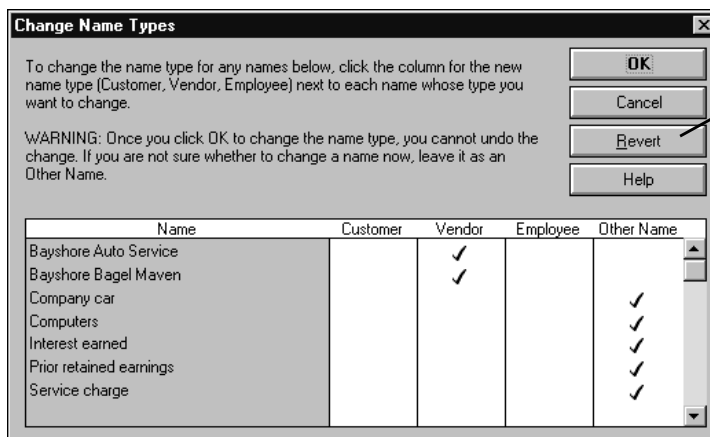 Change Name Types
To change the name type for any names below, click the column for the new
name type (Customer, Vendor, Employee) next to each name whose type you
want to change.
WARNING: Once you click OK to change the name type, you cannot undo the
change. If you are not sure whether to change a name now, leave it as an
Other Name.
OK
Cancel
Revert
Help
Name Customer Vendor Employee Other Name
Bayshore Auto Service
Bayshore Bagel Maven
Company car
Computers
Interest earned
Prior retained earnings
Service charge